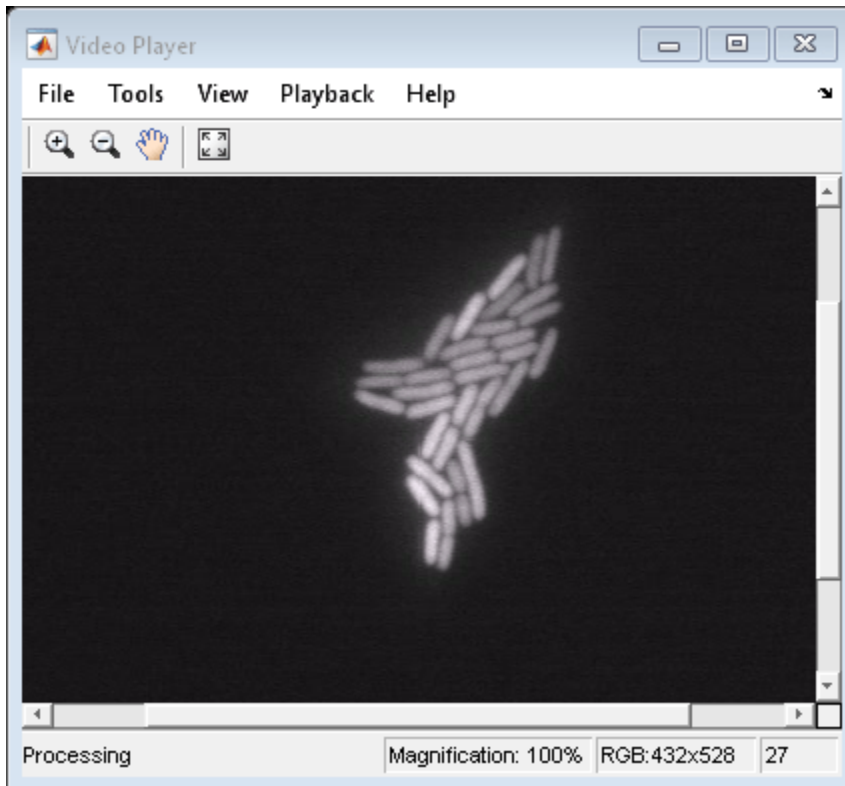 Video Player
File Tools View Playback Help
Processing Magnification: 100% RGB:432x528 27